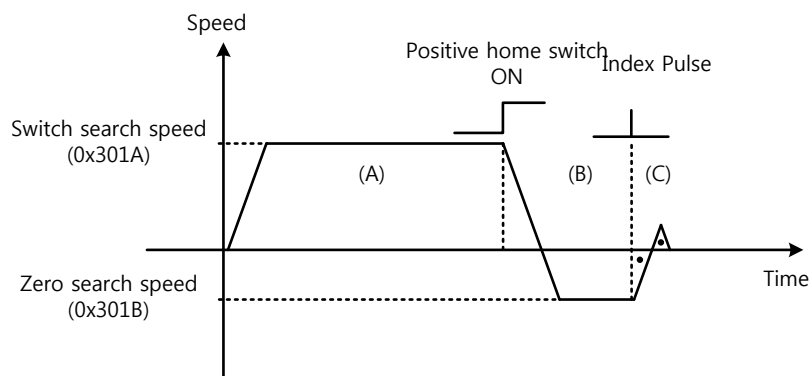 Speed
Positive home switch
ON
Index Pulse
Switch search speed
(0x301A)
(A)
(B)
(C)
Zero search speed
(0x301B)
Time